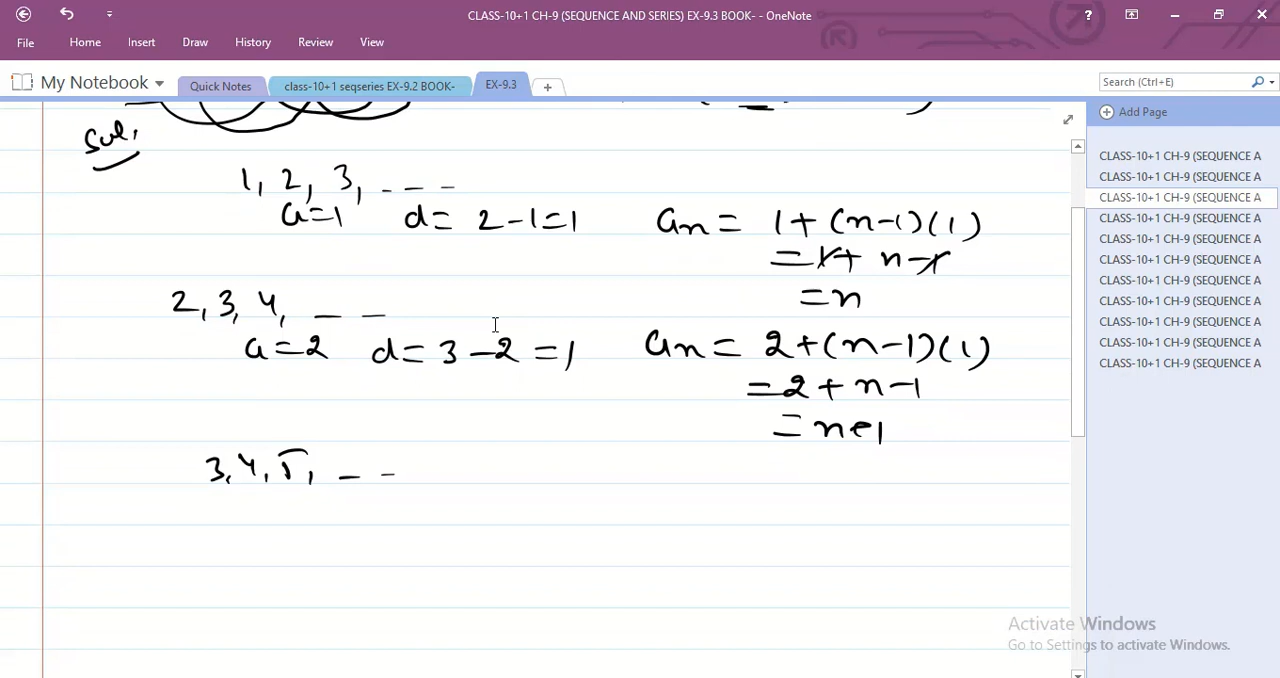 CLASS-10+1 CH-9 (SEQUENCE AND SERIES) EX-9.3 BOOK- - OneNote
File Home Insert Draw History Review View
My Notebook Quick Notes class-10+1 seqseries EX-9.2 BOOK- EX-9.3 +
Search (Ctrl+E)
Add Page
CLASS-10+1 CH-9 (SEQUENCE A
CLASS-10+1 CH-9 (SEQUENCE A
CLASS-10+1 CH-9 (SEQUENCE A
CLASS-10+1 CH-9 (SEQUENCE A
CLASS-10+1 CH-9 (SEQUENCE A
CLASS-10+1 CH-9 (SEQUENCE A
CLASS-10+1 CH-9 (SEQUENCE A
CLASS-10+1 CH-9 (SEQUENCE A
CLASS-10+1 CH-9 (SEQUENCE A
CLASS-10+1 CH-9 (SEQUENCE A
CLASS-10+1 CH-9 (SEQUENCE A
Sol.
1, 2, 3, - - -
a=1 d= 2-1=1 an = 1+(n-1)(1)
=1+ n-1
=n
2, 3, 4, - -
a=2 d=3-2=1 an= 2+(n-1)(1)
=2+n-1
= n+1
3,4,5, - -
Activate Windows
Go to Settings to activate Windows.